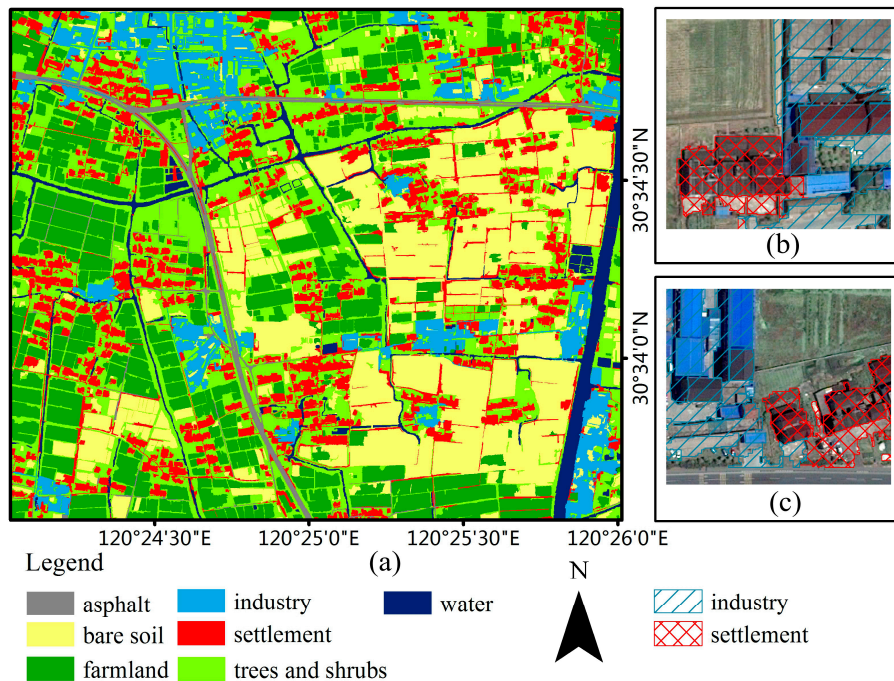 (b)
30°34'30"N
30°34'0"N
(c)
120°24'30"E 120°25'0"E 120°25'30"E 120°26'0"E
(a)
Legend
N
asphalt industry water industry
bare soil settlement settlement
farmland trees and shrubs